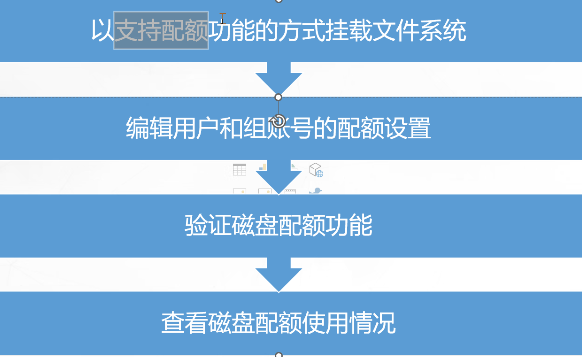 以支持配额功能的方式挂载文件系统
编辑用户和组账号的配额设置
验证磁盘配额功能
查看磁盘配额使用情况